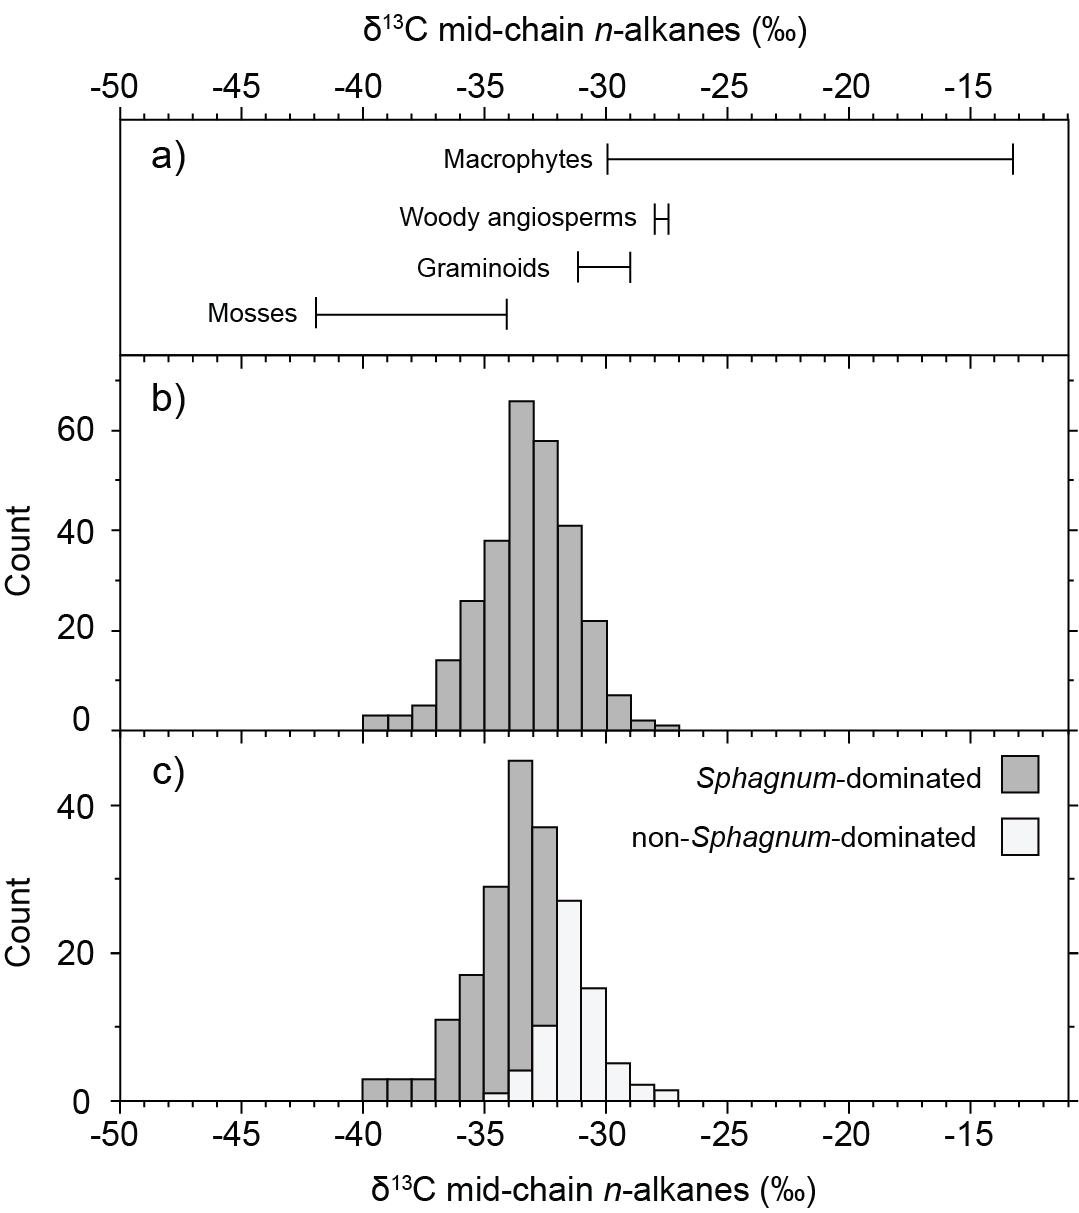 δ¹³C mid-chain n-alkanes (‰)
-50 -45 -40 -35 -30 -25 -20 -15
a)
Macrophytes
Woody angiosperms
Graminoids
Mosses
b)
60
40
20
0
Count
c)
Sphagnum-dominated
non-Sphagnum-dominated
40
20
0
Count
-50 -45 -40 -35 -30 -25 -20 -15
δ¹³C mid-chain n-alkanes (‰)